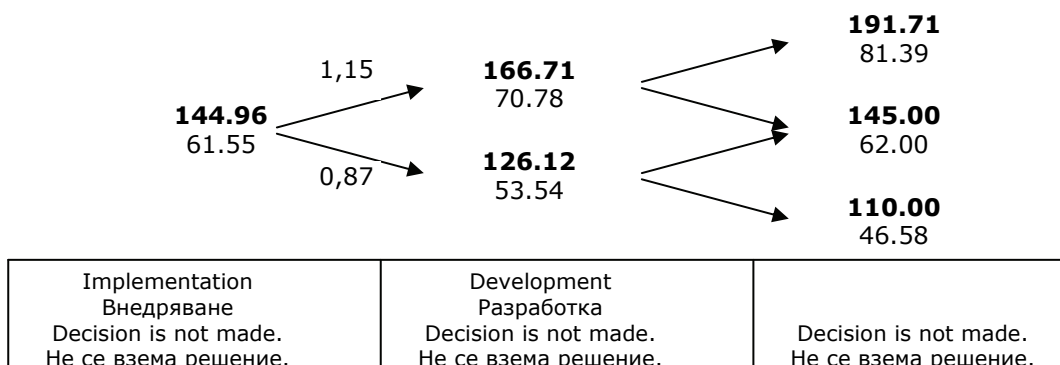 191.71
81.39
1,15
166.71
70.78
144.96
61.55
145.00
62.00
0,87
126.12
53.54
110.00
46.58
Implementation
Внедряване
Decision is not made.
Не се взема решение.
Development
Разработка
Decision is not made.
Не се взема решение.
Decision is not made.
Не се взема решение.